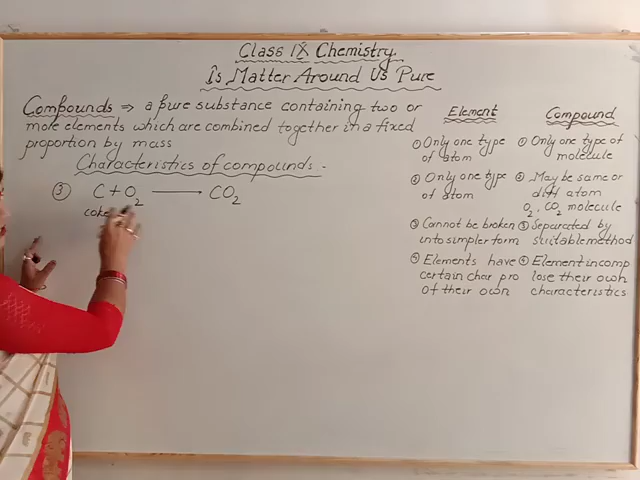 Class IX Chemistry.
Is Matter Around Us Pure
Compounds ⇒ a pure substance containing two or
more elements which are combined together in a fixed
proportion by mass
Characteristics of compounds.
③ C + O2 → CO2
coke
Element
① Only one type
of atom
② Only one type
of atom
③ Cannot be broken
into simpler form
Elements have
certain char pro
of their own
Compound
① Only one type of
molecule
② May be same or
diff atom
O2, CO2 molecule
③ Separated by
suitable method
④ Element in comp
lose their own
characteristics